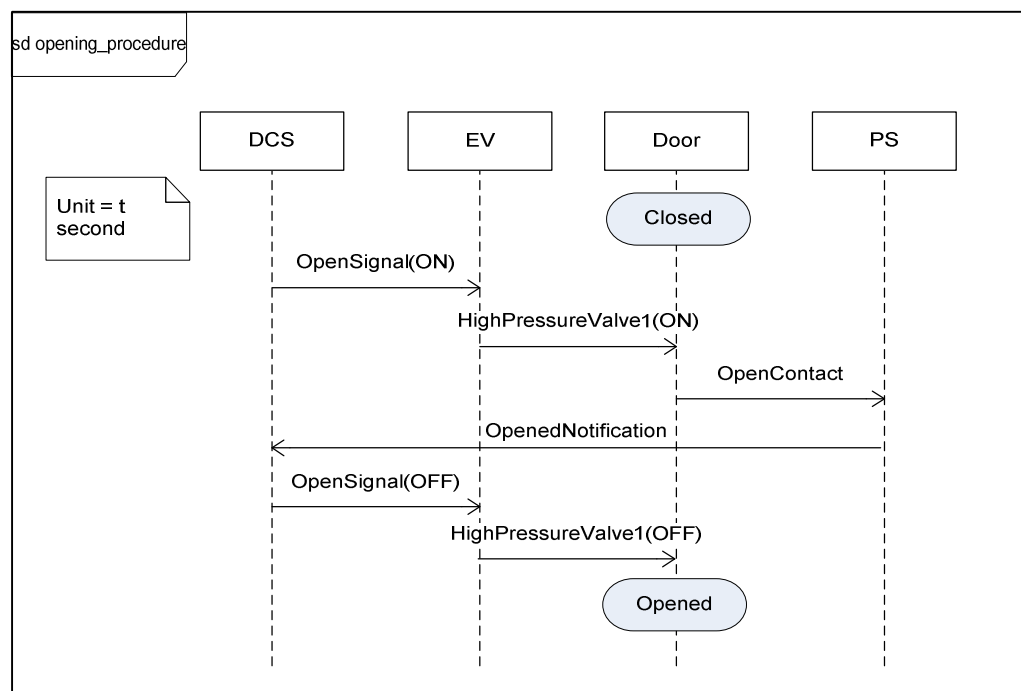 sd opening_procedure
DCS
EV
Door
PS
Unit = t
second
Closed
OpenSignal(ON)
HighPressureValve1(ON)
OpenContact
OpenedNotification
OpenSignal(OFF)
HighPressureValve1(OFF)
Opened